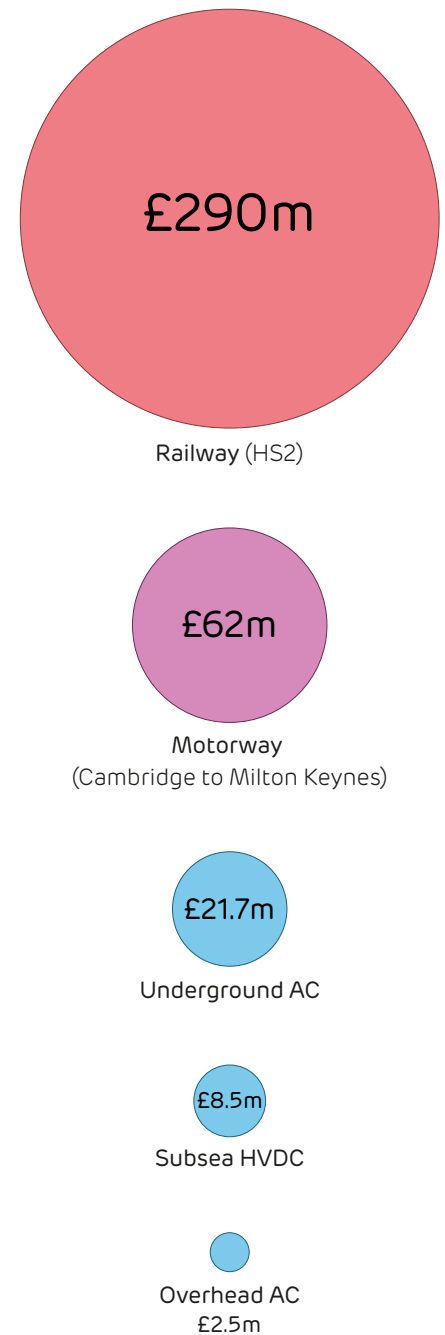 £290m
Railway (HS2)
£62m
Motorway
(Cambridge to Milton Keynes)
£21.7m
Underground AC
£8.5m
Subsea HVDC
Overhead AC
£2.5m